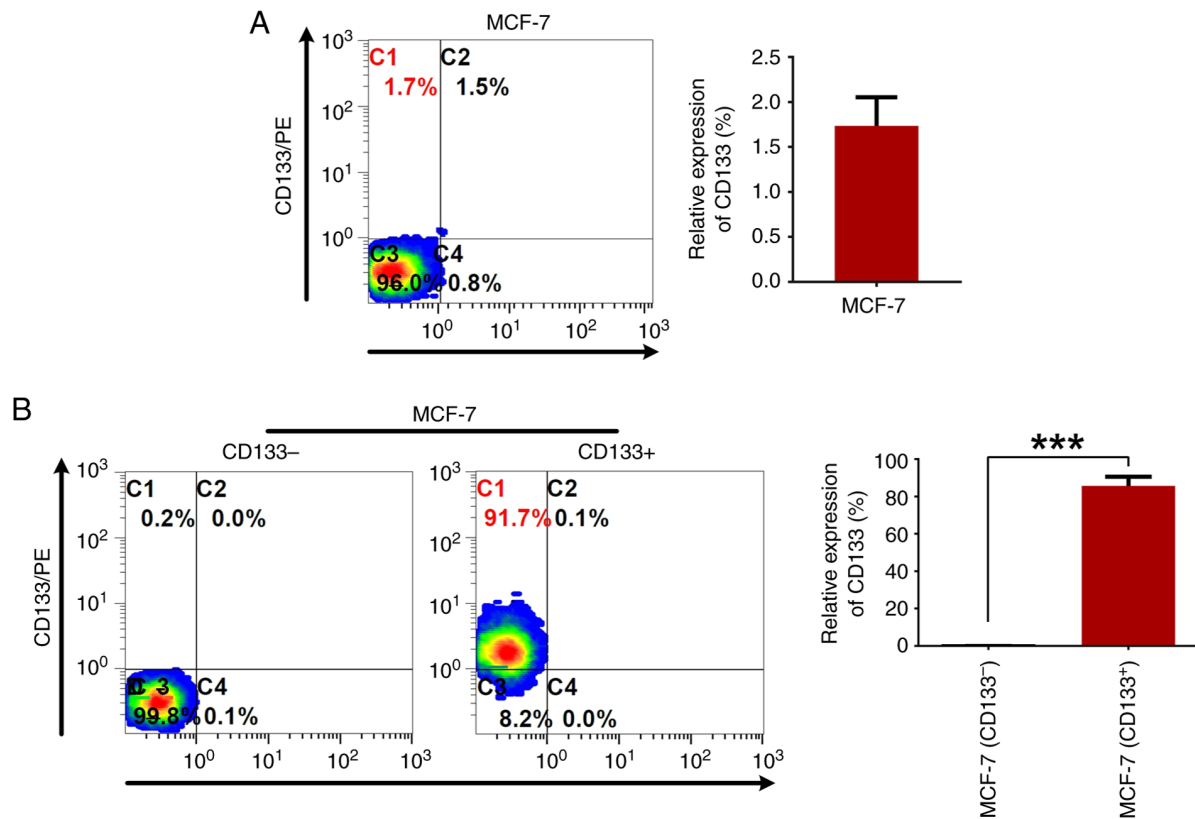 A
MCF-7
CD133/PE
10³
10²
10¹
10⁰
C1
1.7%
C2
1.5%
C3
96.0%
C4
0.8%
10⁰ 10¹ 10² 10³
Relative expression
of CD133 (%)
2.5
2.0
1.5
1.0
0.5
0.0
MCF-7
B
MCF-7
CD133–
CD133+
CD133/PE
10³
10²
10¹
10⁰
C1
0.2%
C2
0.0%
3
99.8%
C4
0.1%
10⁰ 10¹ 10² 10³
10³
10²
10¹
10⁰
C1
91.7%
C2
0.1%
C3
8.2%
C4
0.0%
10⁰ 10¹ 10² 10³
Relative expression
of CD133 (%)
100
80
60
40
20
0
***
MCF-7 (CD133⁻)
MCF-7 (CD133⁺)